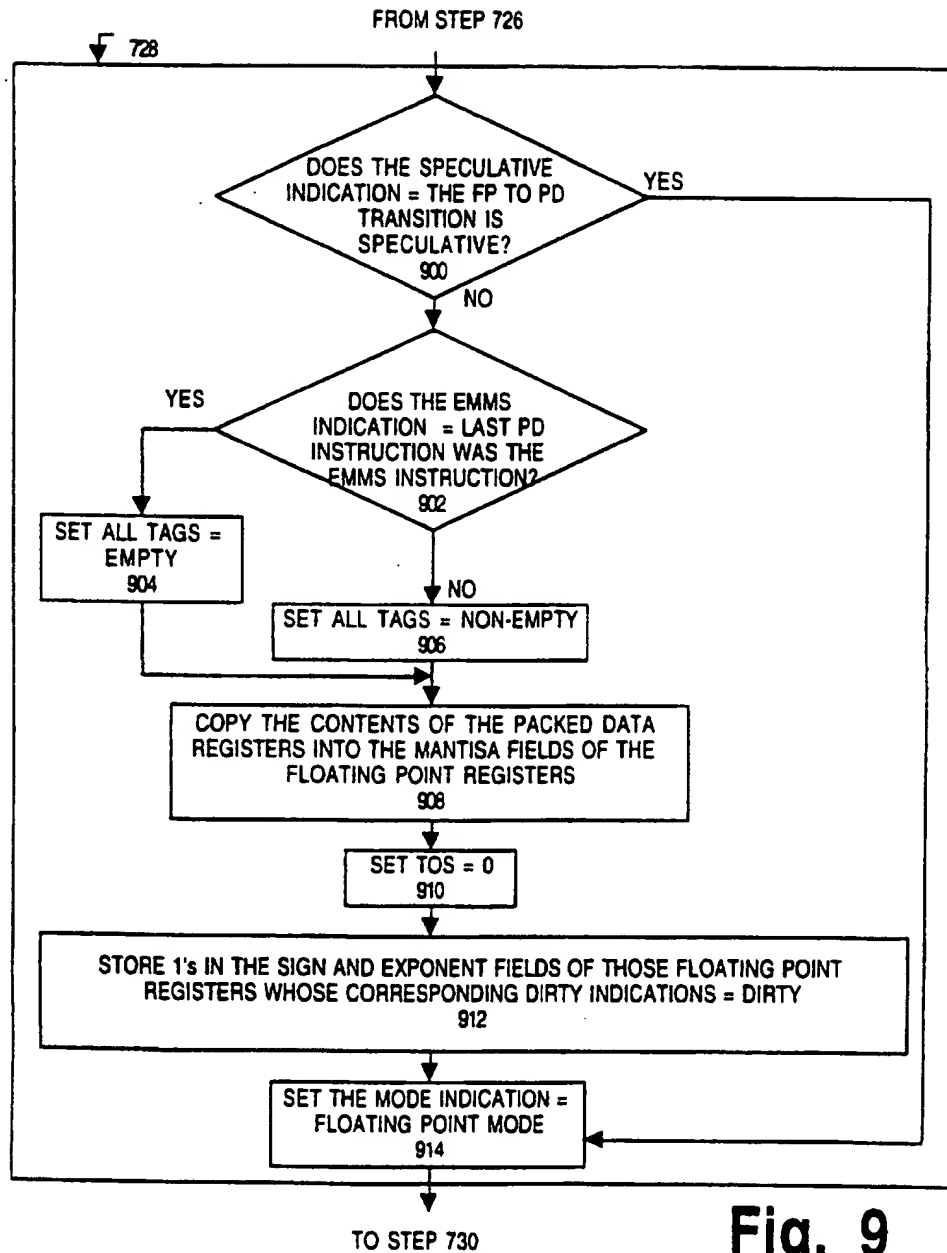 FROM STEP 726
728
DOES THE SPECULATIVE
INDICATION = THE FP TO PD
TRANSITION IS
SPECULATIVE?
900
YES
NO
DOES THE EMMS
INDICATION = LAST PD
INSTRUCTION WAS THE
EMMS INSTRUCTION?
902
YES
SET ALL TAGS =
EMPTY
904
NO
SET ALL TAGS = NON-EMPTY
906
COPY THE CONTENTS OF THE PACKED DATA
REGISTERS INTO THE MANTISA FIELDS OF THE
FLOATING POINT REGISTERS
908
SET TOS = 0
910
STORE 1's IN THE SIGN AND EXPONENT FIELDS OF THOSE FLOATING POINT
REGISTERS WHOSE CORRESPONDING DIRTY INDICATIONS = DIRTY
912
SET THE MODE INDICATION =
FLOATING POINT MODE
914
TO STEP 730
Fig. 9